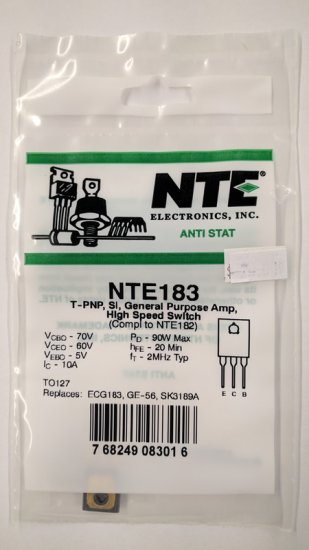 NTE
ELECTRONICS, INC.
ANTI STAT
NTE183
T-PNP, Si, General Purpose Amp,
High Speed Switch
(Compl to NTE182)
VCBO - 70V PD - 90W Max
VCEO - 60V hFE - 20 Min
VEBO - 5V fT - 2MHz Typ
IC - 10A
E C B
TO127
Replaces: ECG183, GE-56, SK3189A
7 68249 08301 6